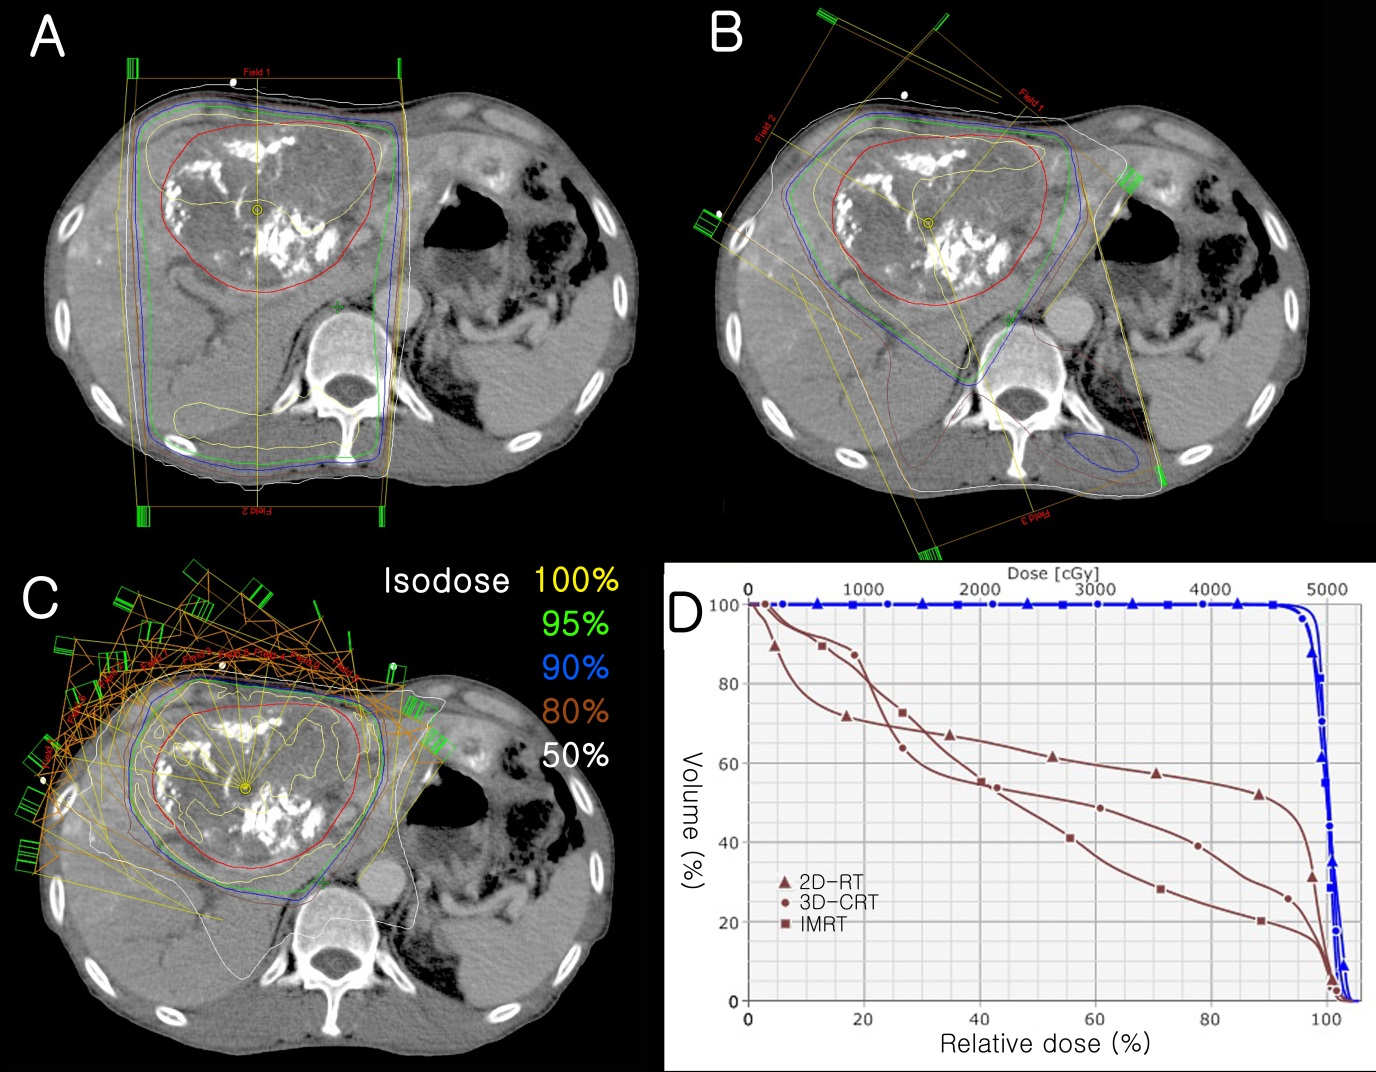 A
Field 1
Field 2
B
Field 1
Field 2
Field 3
C
Isodose 100%
95%
90%
80%
50%
D
Dose [cGy]
0 1000 2000 3000 4000 5000
100
80
60
40
20
0
Volume (%)
2D-RT
3D-CRT
IMRT
0 20 40 60 80 100
Relative dose (%)